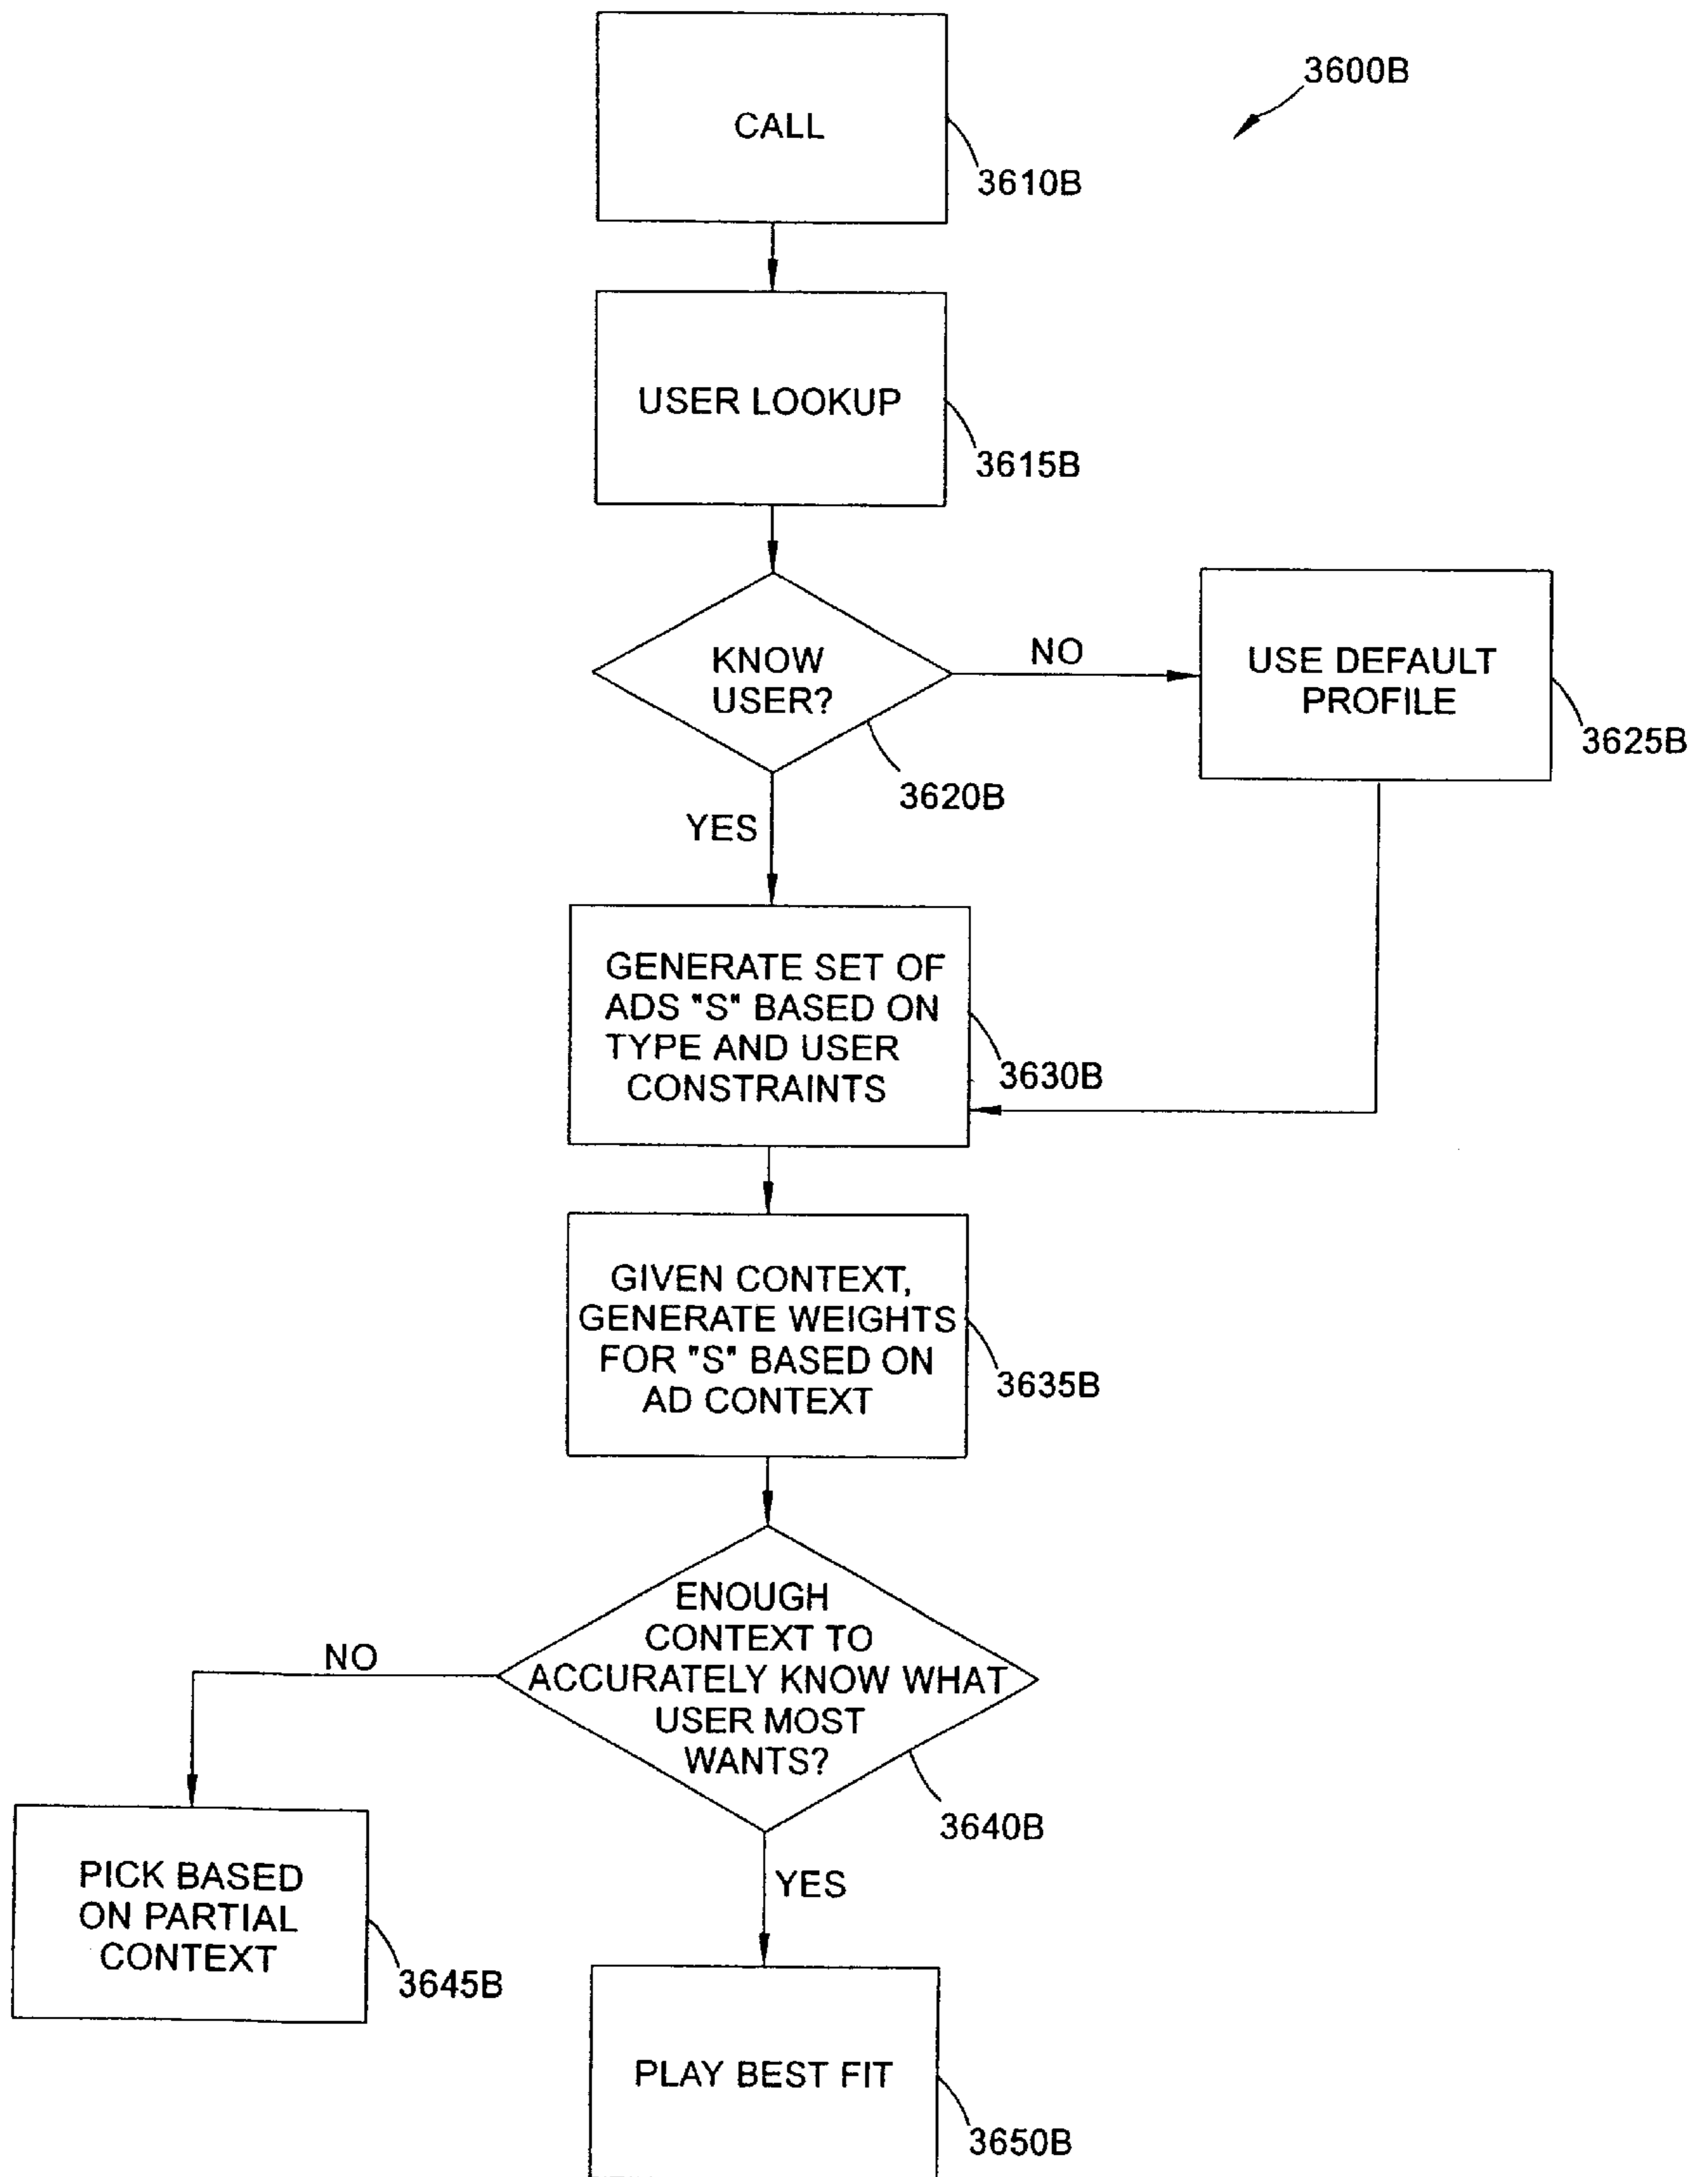 3600B
CALL
3610B
USER LOOKUP
3615B
KNOW
USER?
NO
USE DEFAULT
PROFILE
3625B
3620B
YES
GENERATE SET OF
ADS "S" BASED ON
TYPE AND USER
CONSTRAINTS
3630B
GIVEN CONTEXT,
GENERATE WEIGHTS
FOR "S" BASED ON
AD CONTEXT
3635B
ENOUGH
CONTEXT TO
ACCURATELY KNOW WHAT
USER MOST
WANTS?
NO
3640B
PICK BASED
ON PARTIAL
CONTEXT
3645B
YES
PLAY BEST FIT
3650B